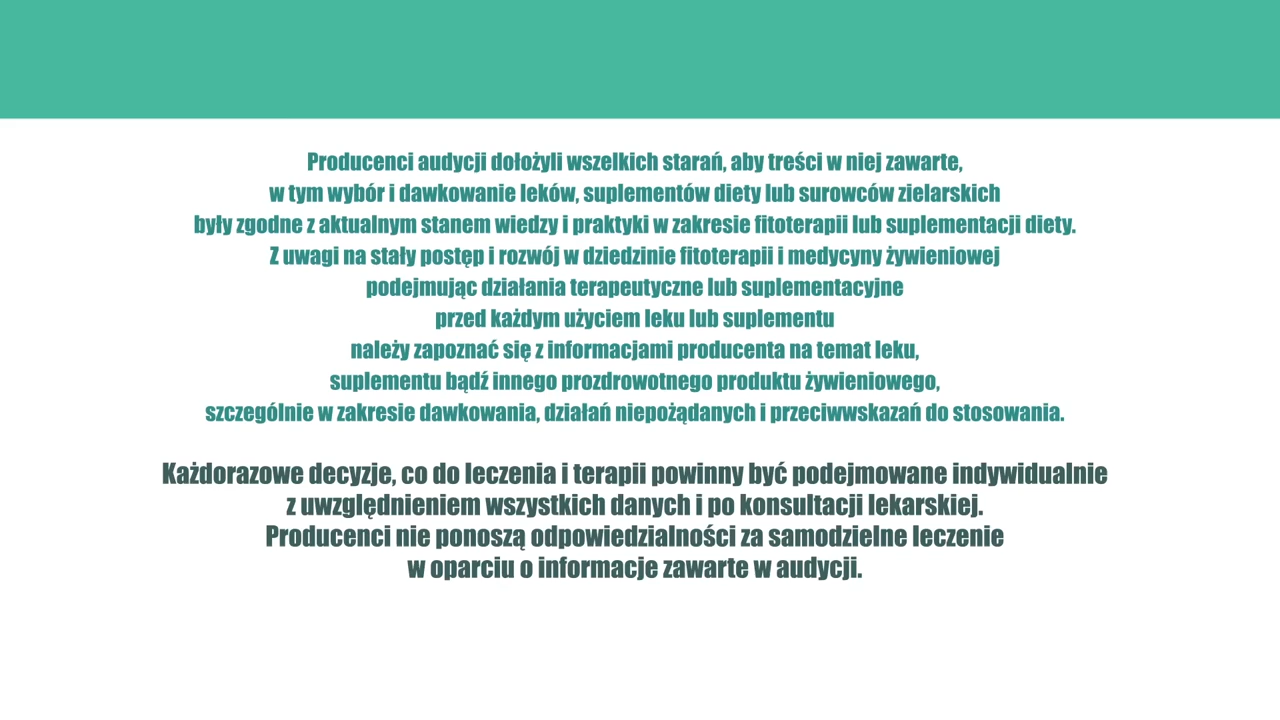 Producenci audycji dołożyli wszelkich starań, aby treści w niej zawarte,
w tym wybór i dawkowanie leków, suplementów diety lub surowców zielarskich
były zgodne z aktualnym stanem wiedzy i praktyki w zakresie fitoterapii lub suplementacji diety.
Z uwagi na stały postęp i rozwój w dziedzinie fitoterapii i medycyny żywieniowej
podejmując działania terapeutyczne lub suplementacyjne
przed każdym użyciem leku lub suplementu
należy zapoznać się z informacjami producenta na temat leku,
suplementu bądź innego prozdrowotnego produktu żywieniowego,
szczególnie w zakresie dawkowania, działań niepożądanych i przeciwwskazań do stosowania.
Każdorazowe decyzje, co do leczenia i terapii powinny być podejmowane indywidualnie
z uwzględnieniem wszystkich danych i po konsultacji lekarskiej.
Producenci nie ponoszą odpowiedzialności za samodzielne leczenie
w oparciu o informacje zawarte w audycji.